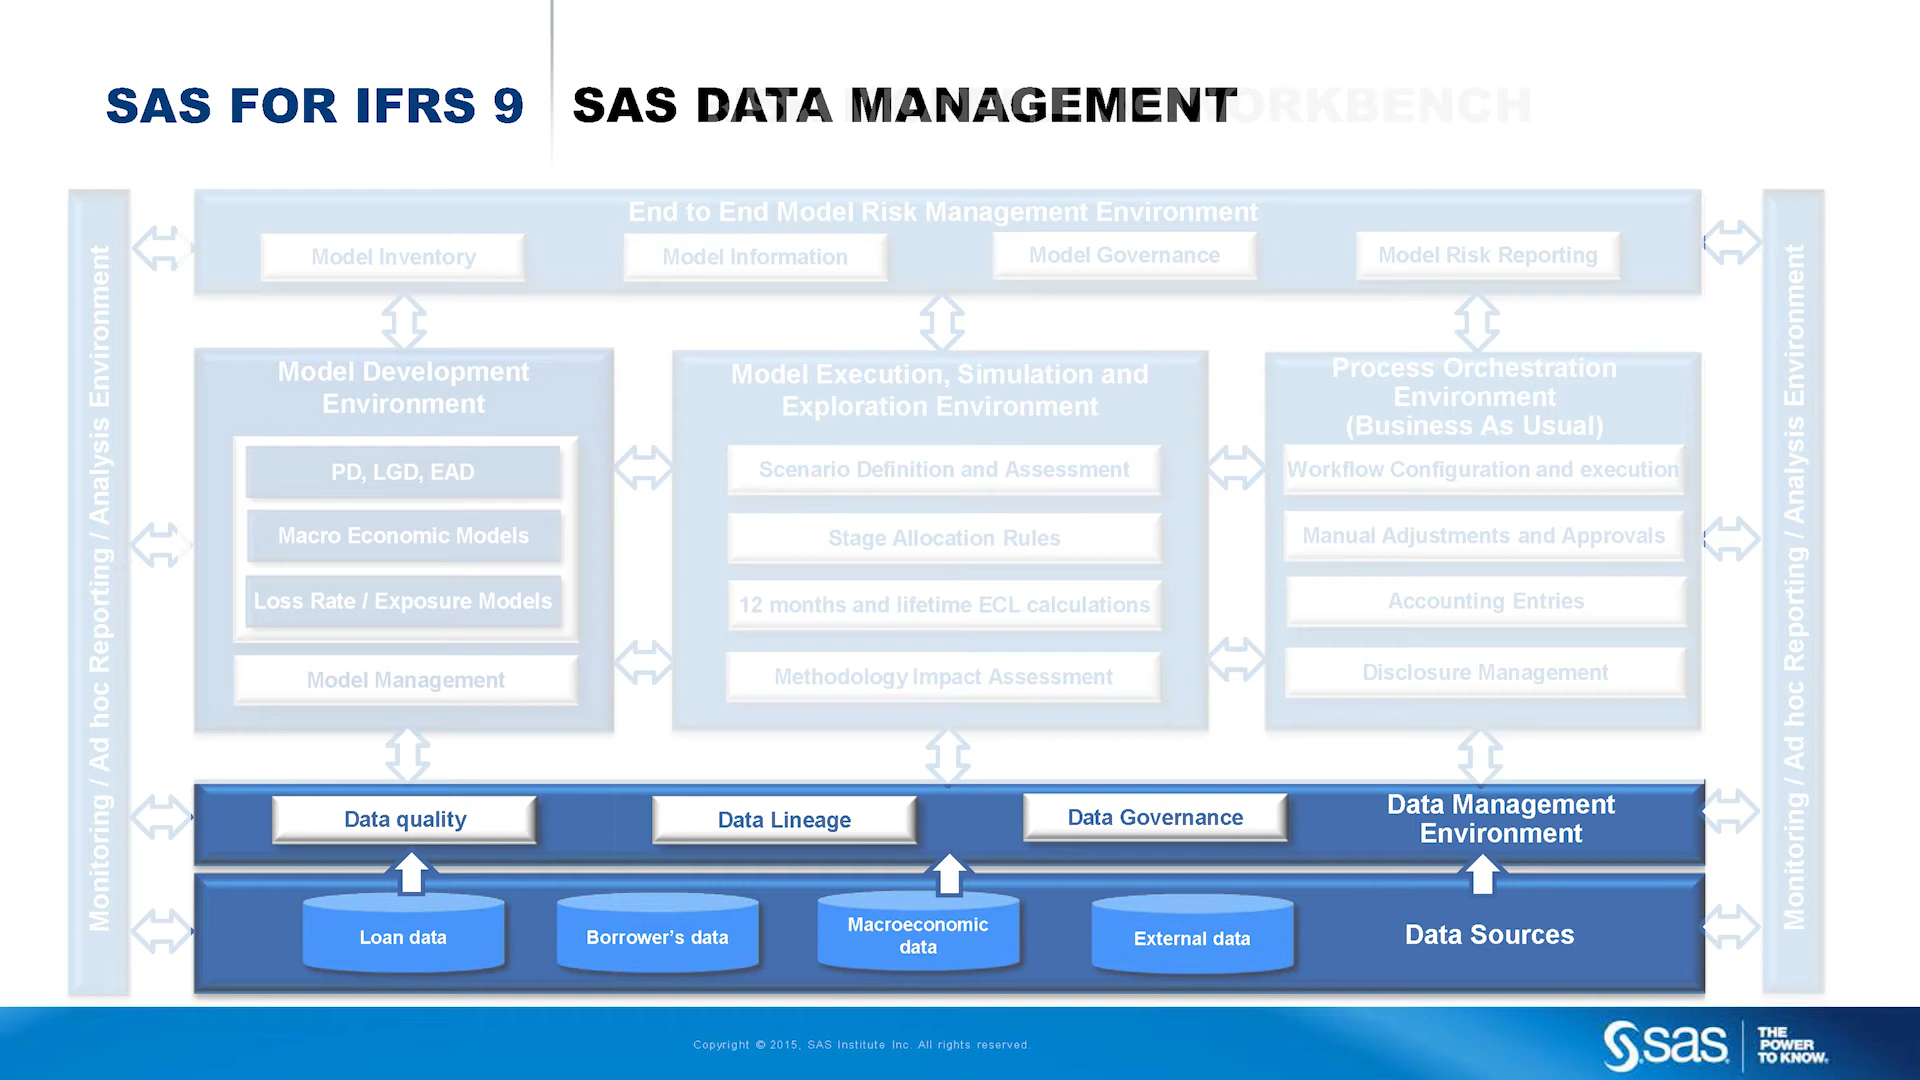 SAS FOR IFRS 9
SAS DATA MANAGEMENT
WORKBENCH
End to End Model Risk Management Environment
Model Inventory
Model Information
Model Governance
Model Risk Reporting
Monitoring / Ad hoc Reporting / Analysis Environment
Model Development
Environment
PD, LGD, EAD
Macro Economic Models
Loss Rate / Exposure Models
Model Management
Model Execution, Simulation and
Exploration Environment
Scenario Definition and Assessment
Stage Allocation Rules
12 months and lifetime ECL calculations
Methodology Impact Assessment
Process Orchestration
Environment
(Business As Usual)
Workflow Configuration and execution
Manual Adjustments and Approvals
Accounting Entries
Disclosure Management
Monitoring / Ad hoc Reporting / Analysis Environment
Data quality
Data Lineage
Data Governance
Data Management
Environment
Loan data
Borrower’s data
Macroeconomic
data
External data
Data Sources
Copyright © 2015, SAS Institute Inc. All rights reserved.
sas
THE
POWER
TO KNOW.